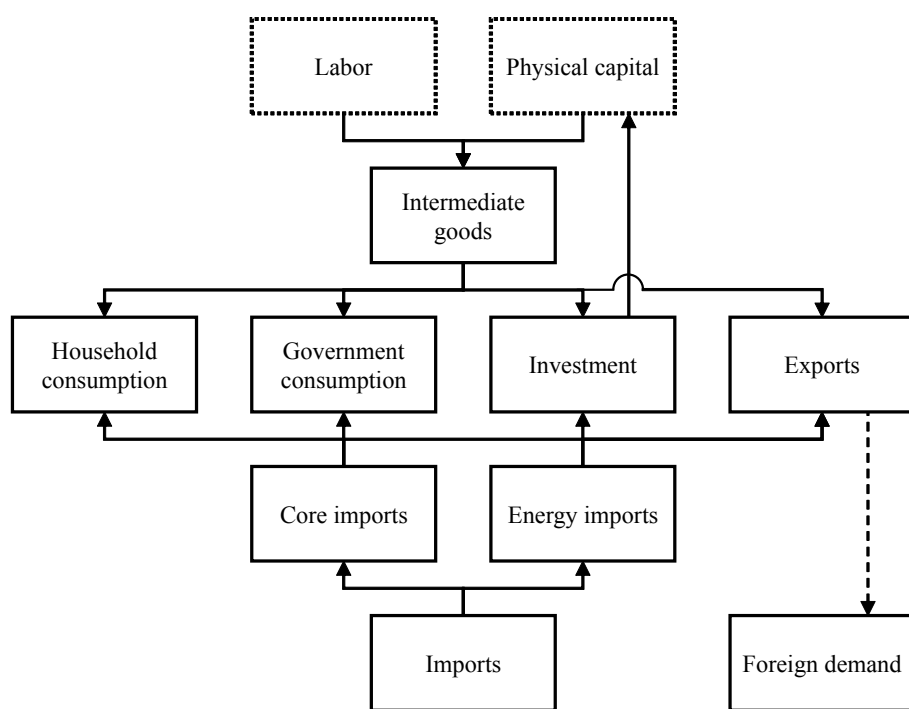 Labor
Physical capital
Intermediate
goods
Household
consumption
Government
consumption
Investment
Exports
Core imports
Energy imports
Imports
Foreign demand